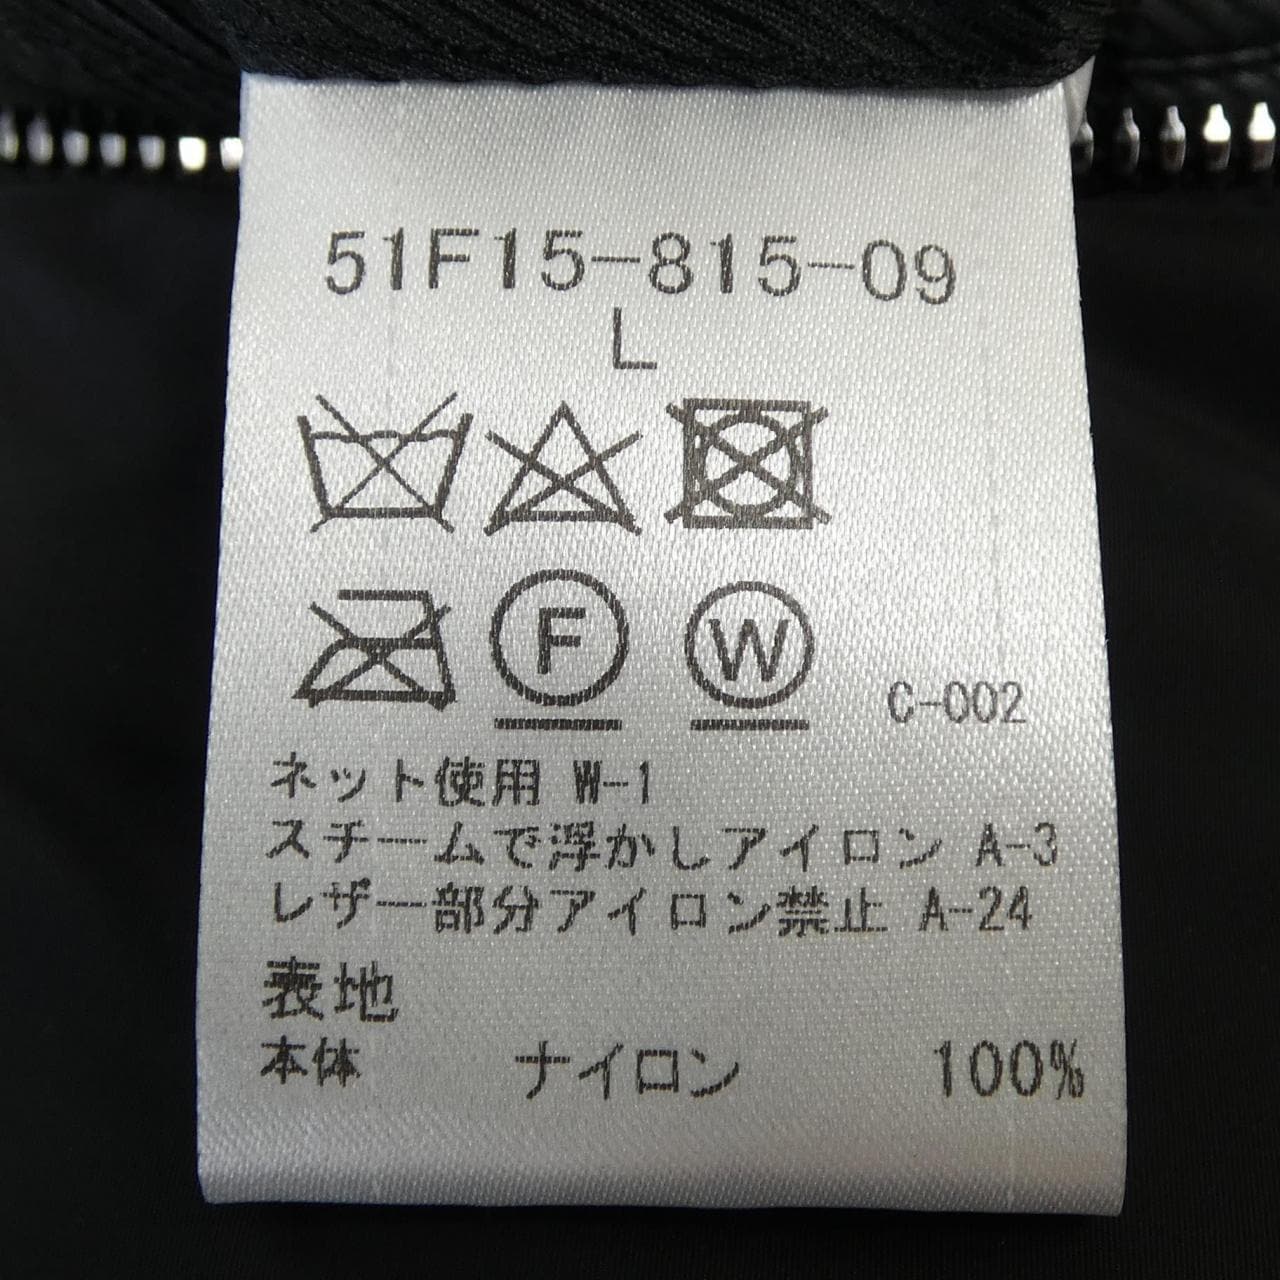 51F15-815-09
L
F W C-002
ネット使用 W-1
スチームで浮かしアイロン A-3
レザー部分アイロン禁止 A-24
表地
本体 ナイロン 100%